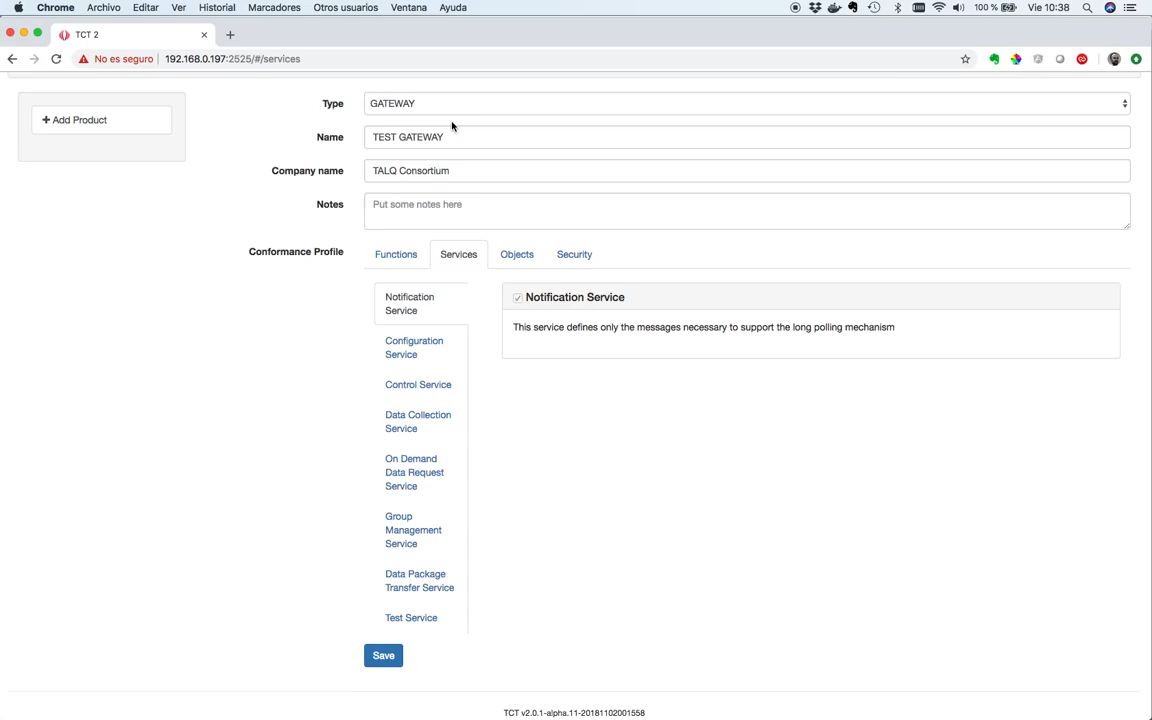 Chrome Archivo Editar Ver Historial Marcadores Otros usuarios Ventana Ayuda 100 % Vie 10:38
TCT 2
No es seguro 192.168.0.197:2525/#/services
Add Product
Type GATEWAY
Name TEST GATEWAY
Company name TALQ Consortium
Notes Put some notes here
Conformance Profile Functions Services Objects Security
Notification
Service
Notification Service
This service defines only the messages necessary to support the long polling mechanism
Configuration
Service
Control Service
Data Collection
Service
On Demand
Data Request
Service
Group
Management
Service
Data Package
Transfer Service
Test Service
Save
TCT v2.0.1-alpha.11-20181102001558